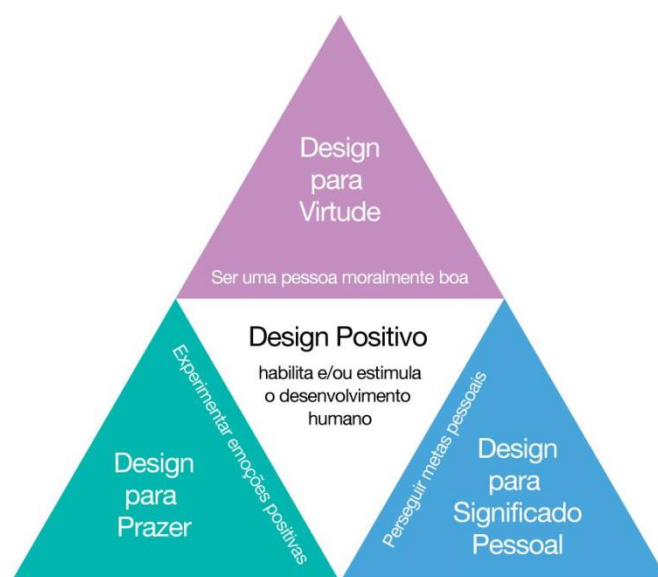 Design
para
Virtude
Ser uma pessoa moralmente boa
Design Positivo
habilita e/ou estimula
o desenvolvimento
humano
Experimentar emoções positivas
Perseguir metas pessoais
Design
para
Prazer
Design
para
Significado
Pessoal